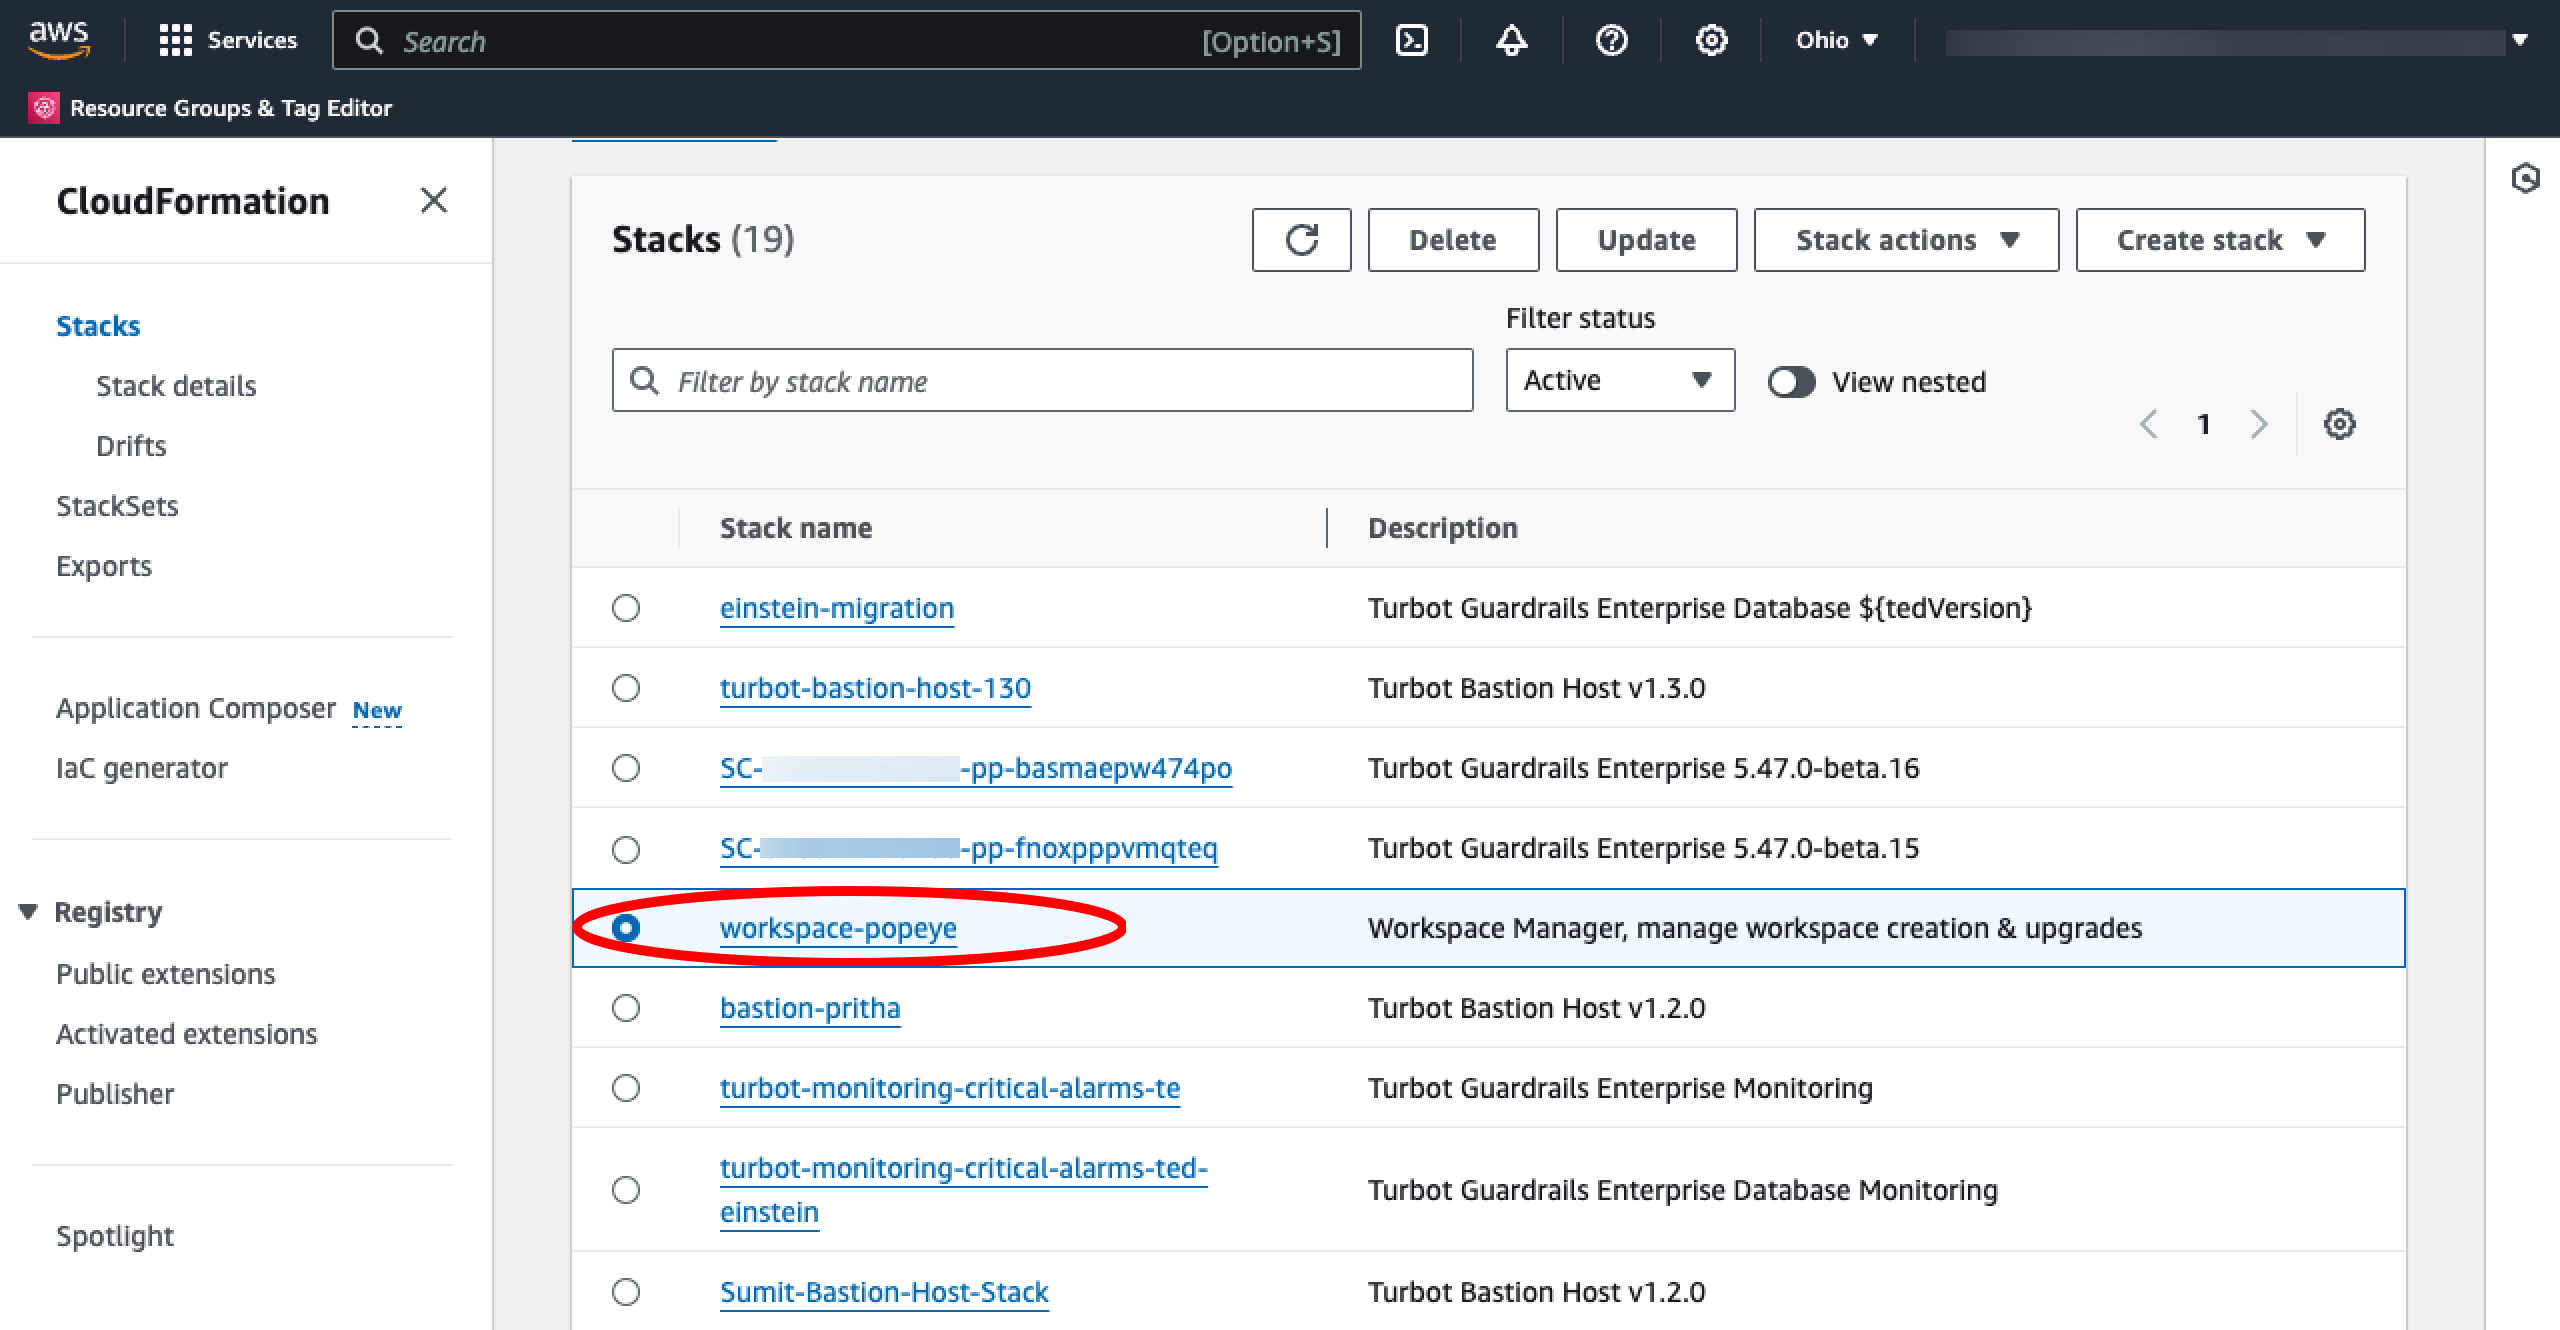 aws
Services
Search
[Option+S]
Ohio
Resource Groups & Tag Editor
CloudFormation
Stacks
Stack details
Drifts
StackSets
Exports
Application Composer New
IaC generator
Registry
Public extensions
Activated extensions
Publisher
Spotlight
Stacks (19)
Delete
Update
Stack actions
Create stack
Filter status
Filter by stack name
Active
View nested
1
Stack name
Description
einstein-migration
Turbot Guardrails Enterprise Database ${tedVersion}
turbot-bastion-host-130
Turbot Bastion Host v1.3.0
SC- -pp-basmaepw474po
Turbot Guardrails Enterprise 5.47.0-beta.16
SC- -pp-fnoxpppvmqteq
Turbot Guardrails Enterprise 5.47.0-beta.15
workspace-popeye
Workspace Manager, manage workspace creation & upgrades
bastion-pritha
Turbot Bastion Host v1.2.0
turbot-monitoring-critical-alarms-te
Turbot Guardrails Enterprise Monitoring
turbot-monitoring-critical-alarms-ted-
einstein
Turbot Guardrails Enterprise Database Monitoring
Sumit-Bastion-Host-Stack
Turbot Bastion Host v1.2.0